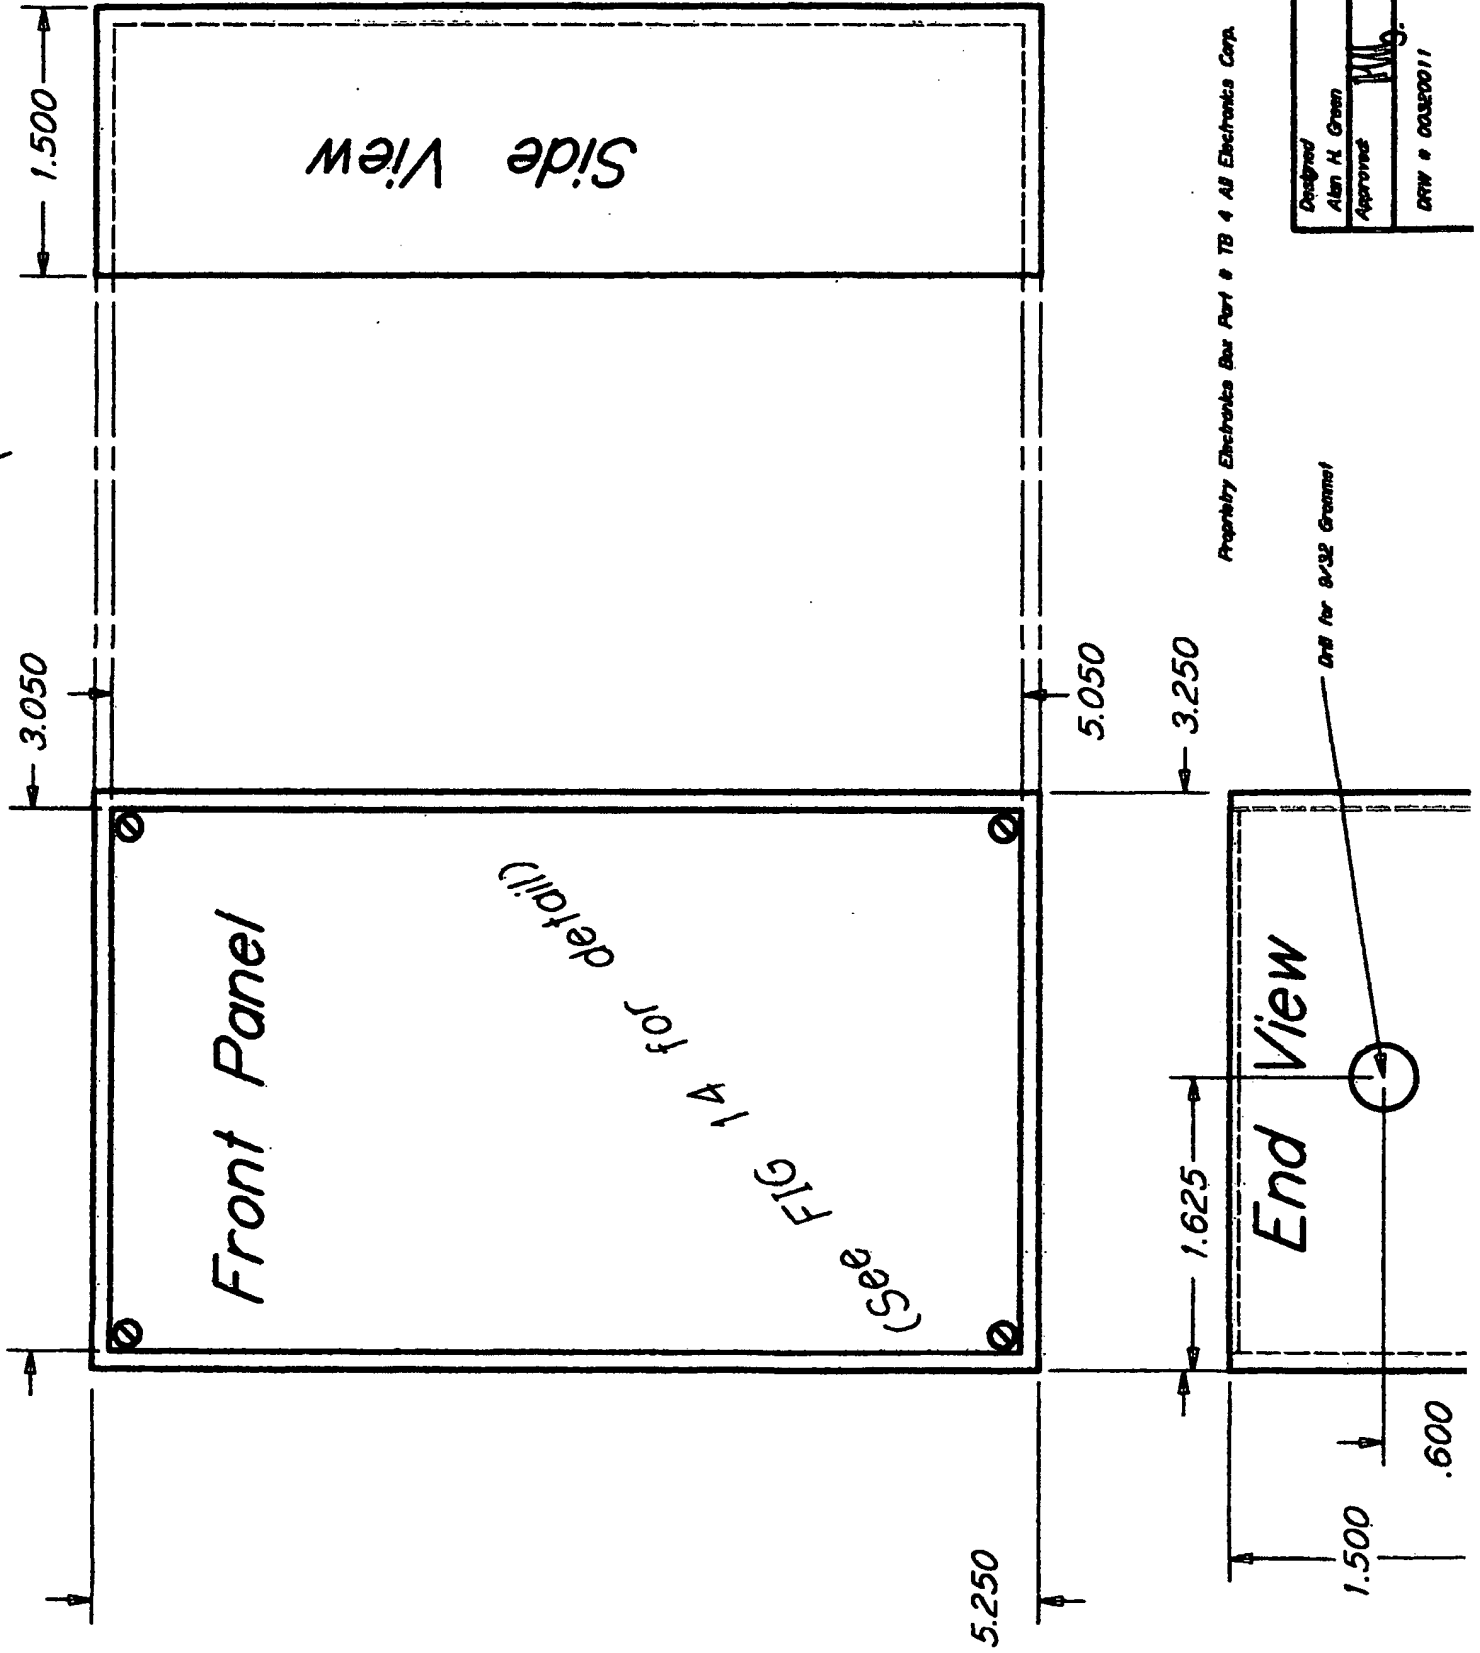 3.050
1.500
Front Panel
(See FIG 14 for detail)
Side View
5.250
5.050
3.250
1.625
End View
1.500
.600
Drill for 9/32 Grommet
Proprietry Electronics Box Part # TB 4 All Electronics Corp.
Designed
Alan H. Green
Approved
DRW # 00320011